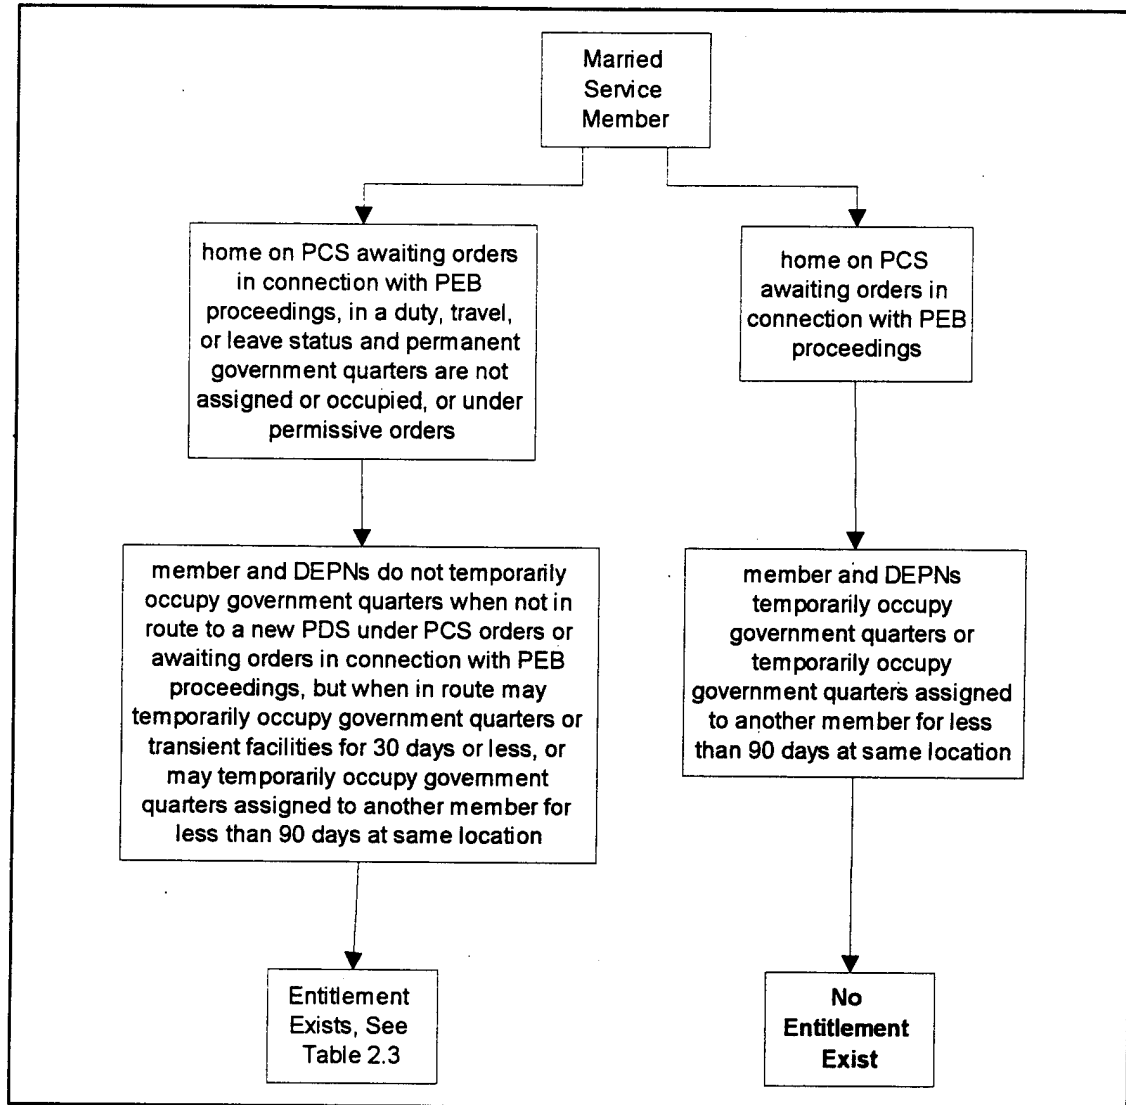 Married
Service
Member
home on PCS awaiting orders
in connection with PEB
proceedings, in a duty, travel,
or leave status and permanent
government quarters are not
assigned or occupied, or under
permissive orders
home on PCS
awaiting orders in
connection with PEB
proceedings
member and DEPNs do not temporarily
occupy government quarters when not in
route to a new PDS under PCS orders or
awaiting orders in connection with PEB
proceedings, but when in route may
temporarily occupy government quarters or
transient facilities for 30 days or less, or
may temporarily occupy government
quarters assigned to another member for
less than 90 days at same location
member and DEPNs
temporarily occupy
government quarters or
temporarily occupy
government quarters assigned
to another member for less
than 90 days at same location
Entitlement
Exists, See
Table 2.3
No
Entitlement
Exist